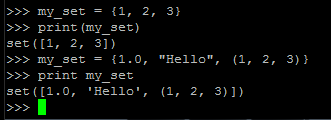 >>> my_set = {1, 2, 3}
>>> print(my_set)
set([1, 2, 3])
>>> my_set = {1.0, "Hello", (1, 2, 3)}
>>> print my_set
set([1.0, 'Hello', (1, 2, 3)])
>>>